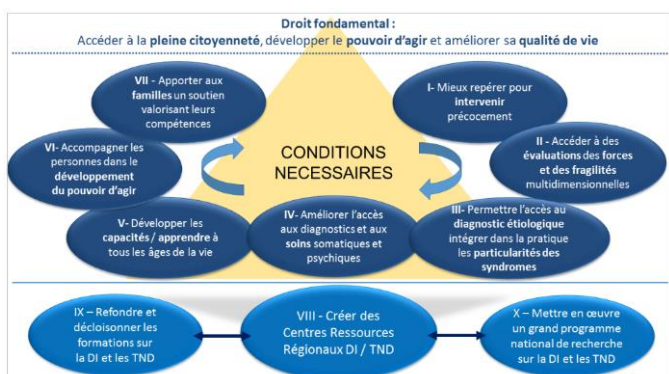 Droit fondamental :
Accéder à la pleine citoyenneté, développer le pouvoir d'agir et améliorer sa qualité de vie
VII - Apporter aux
familles un soutien
valorisant leurs
compétences
I- Mieux repérer pour
intervenir
précocement
VI- Accompagner les
personnes dans le
développement
du pouvoir d'agir
CONDITIONS
NECESSAIRES
II - Accéder à des
évaluations des forces
et des fragilités
multidimensionnelles
V- Développer les
capacités / apprendre à
tous les âges de la vie
IV- Améliorer l'accès
aux diagnostics et aux
soins somatiques et
psychiques
III- Permettre l'accès au
diagnostic étiologique
intégrer dans la pratique
les particularités des
syndromes
IX – Refondre et
décloisonner les
formations sur
la DI et les TND
VIII - Créer des
Centres Ressources
Régionaux DI / TND
X – Mettre en œuvre
un grand programme
national de recherche
sur la DI et les TND